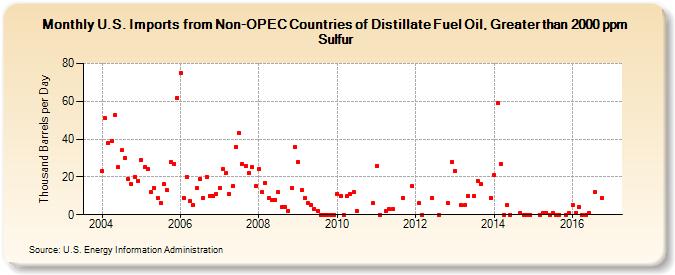 Monthly U.S. Imports from Non-OPEC Countries of Distillate Fuel Oil, Greater than 2000 ppm
Sulfur
Thousand Barrels per Day
80
60
40
20
0
2004 2006 2008 2010 2012 2014 2016
Source: U.S. Energy Information Administration